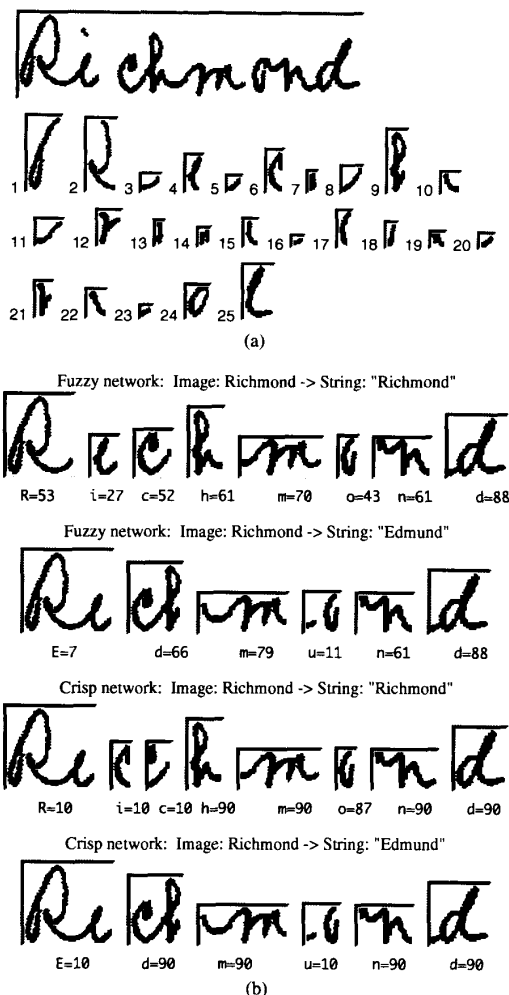 Richmond
1 2 3 4 5 6 7 8 9 10
11 12 13 14 15 16 17 18 19 20
21 22 23 24 25
(a)
Fuzzy network: Image: Richmond -> String: "Richmond"
R=53 i=27 c=52 h=61 m=70 o=43 n=61 d=88
Fuzzy network: Image: Richmond -> String: "Edmund"
E=7 d=66 m=79 u=11 n=61 d=88
Crisp network: Image: Richmond -> String: "Richmond"
R=10 i=10 c=10 h=90 m=90 o=87 n=90 d=90
Crisp network: Image: Richmond -> String: "Edmund"
E=10 d=90 m=90 u=10 n=90 d=90
(b)